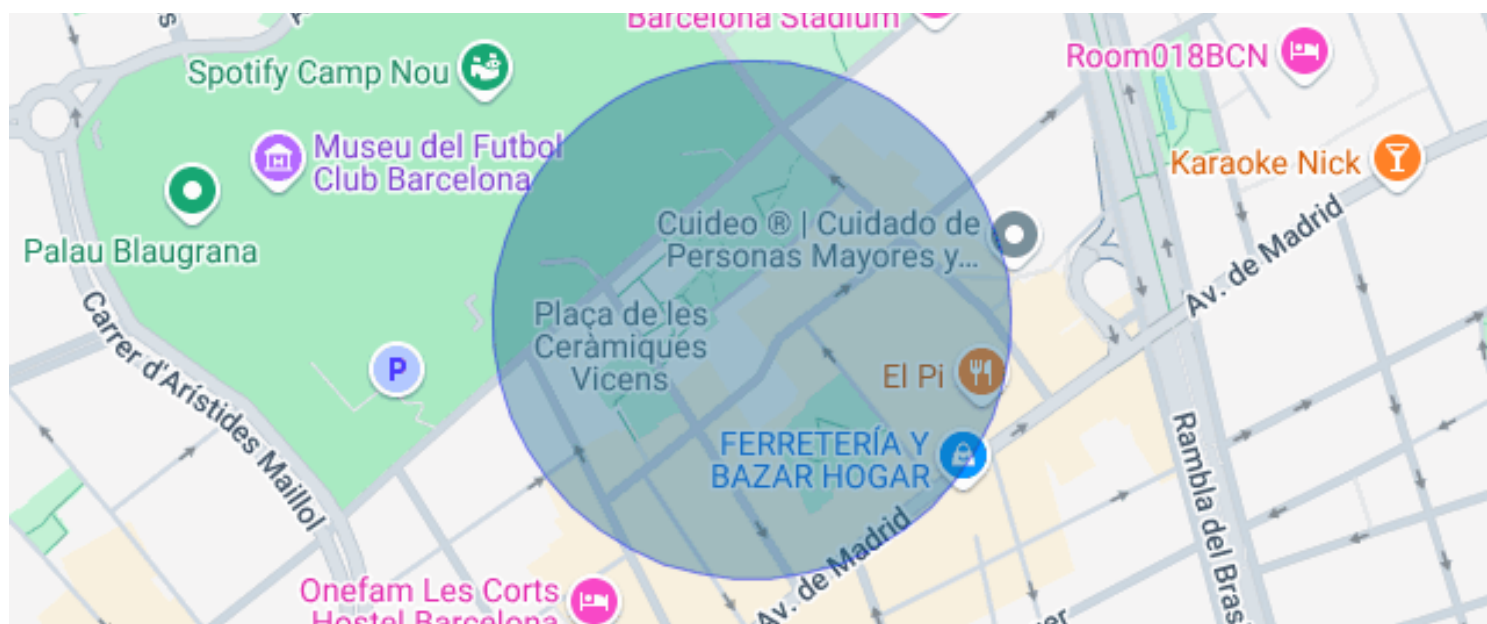 Barcelona Stadium
Room018BCN
Spotify Camp Nou
Museu del Futbol
Club Barcelona
Karaoke Nick
Palau Blaugrana
Cuideo ® | Cuidado de
Personas Mayores y...
Av. de Madrid
Plaça de les
Ceràmiques
Vicens
Carrer d'Arístides Maillol
P
El Pi
FERRETERÍA Y
BAZAR HOGAR
Rambla del Bras
Av. de Madrid
Onefam Les Corts
Hostel Barcelona